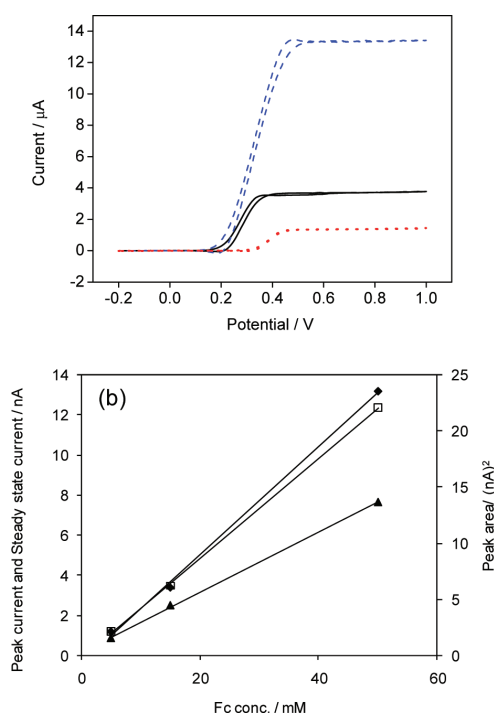 14
12
10
8
6
4
2
0
-2
Current / μA
-0.2 0.0 0.2 0.4 0.6 0.8 1.0
Potential / V
(b)
14
12
10
8
6
4
2
0
Peak current and Steady state current / nA
25
20
15
10
5
0
Peak area/ (nA)²
0 20 40 60
Fc conc. / mM